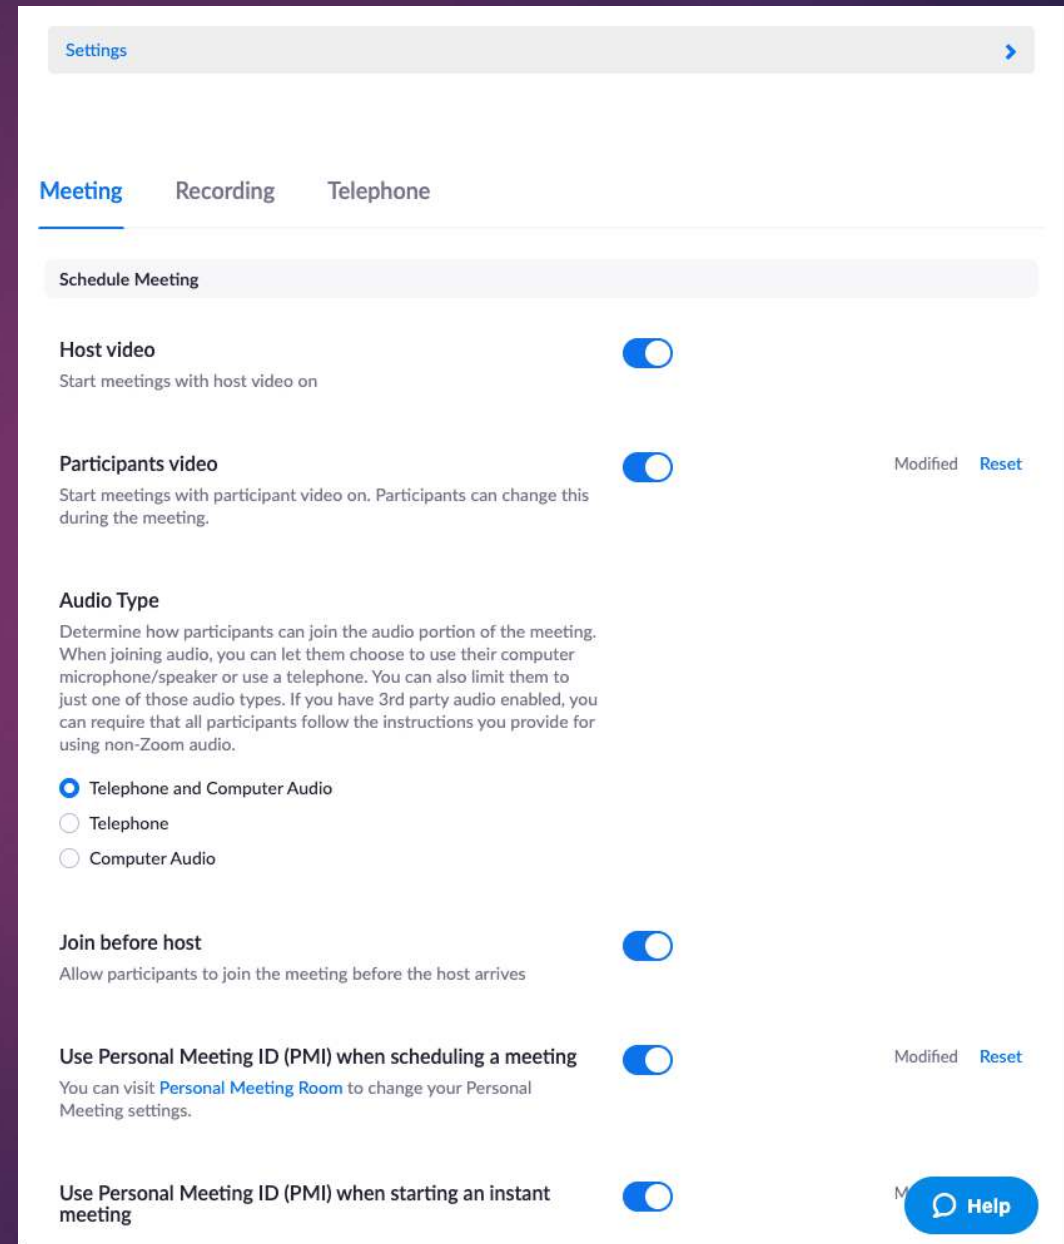 Settings
Meeting Recording Telephone
Schedule Meeting
Host video
Start meetings with host video on
Participants video
Modified Reset
Start meetings with participant video on. Participants can change this
during the meeting.
Audio Type
Determine how participants can join the audio portion of the meeting.
When joining audio, you can let them choose to use their computer
microphone/speaker or use a telephone. You can also limit them to
just one of those audio types. If you have 3rd party audio enabled, you
can require that all participants follow the instructions you provide for
using non-Zoom audio.
Telephone and Computer Audio
Telephone
Computer Audio
Join before host
Allow participants to join the meeting before the host arrives
Use Personal Meeting ID (PMI) when scheduling a meeting
Modified Reset
You can visit Personal Meeting Room to change your Personal
Meeting settings.
Use Personal Meeting ID (PMI) when starting an instant
meeting
Help